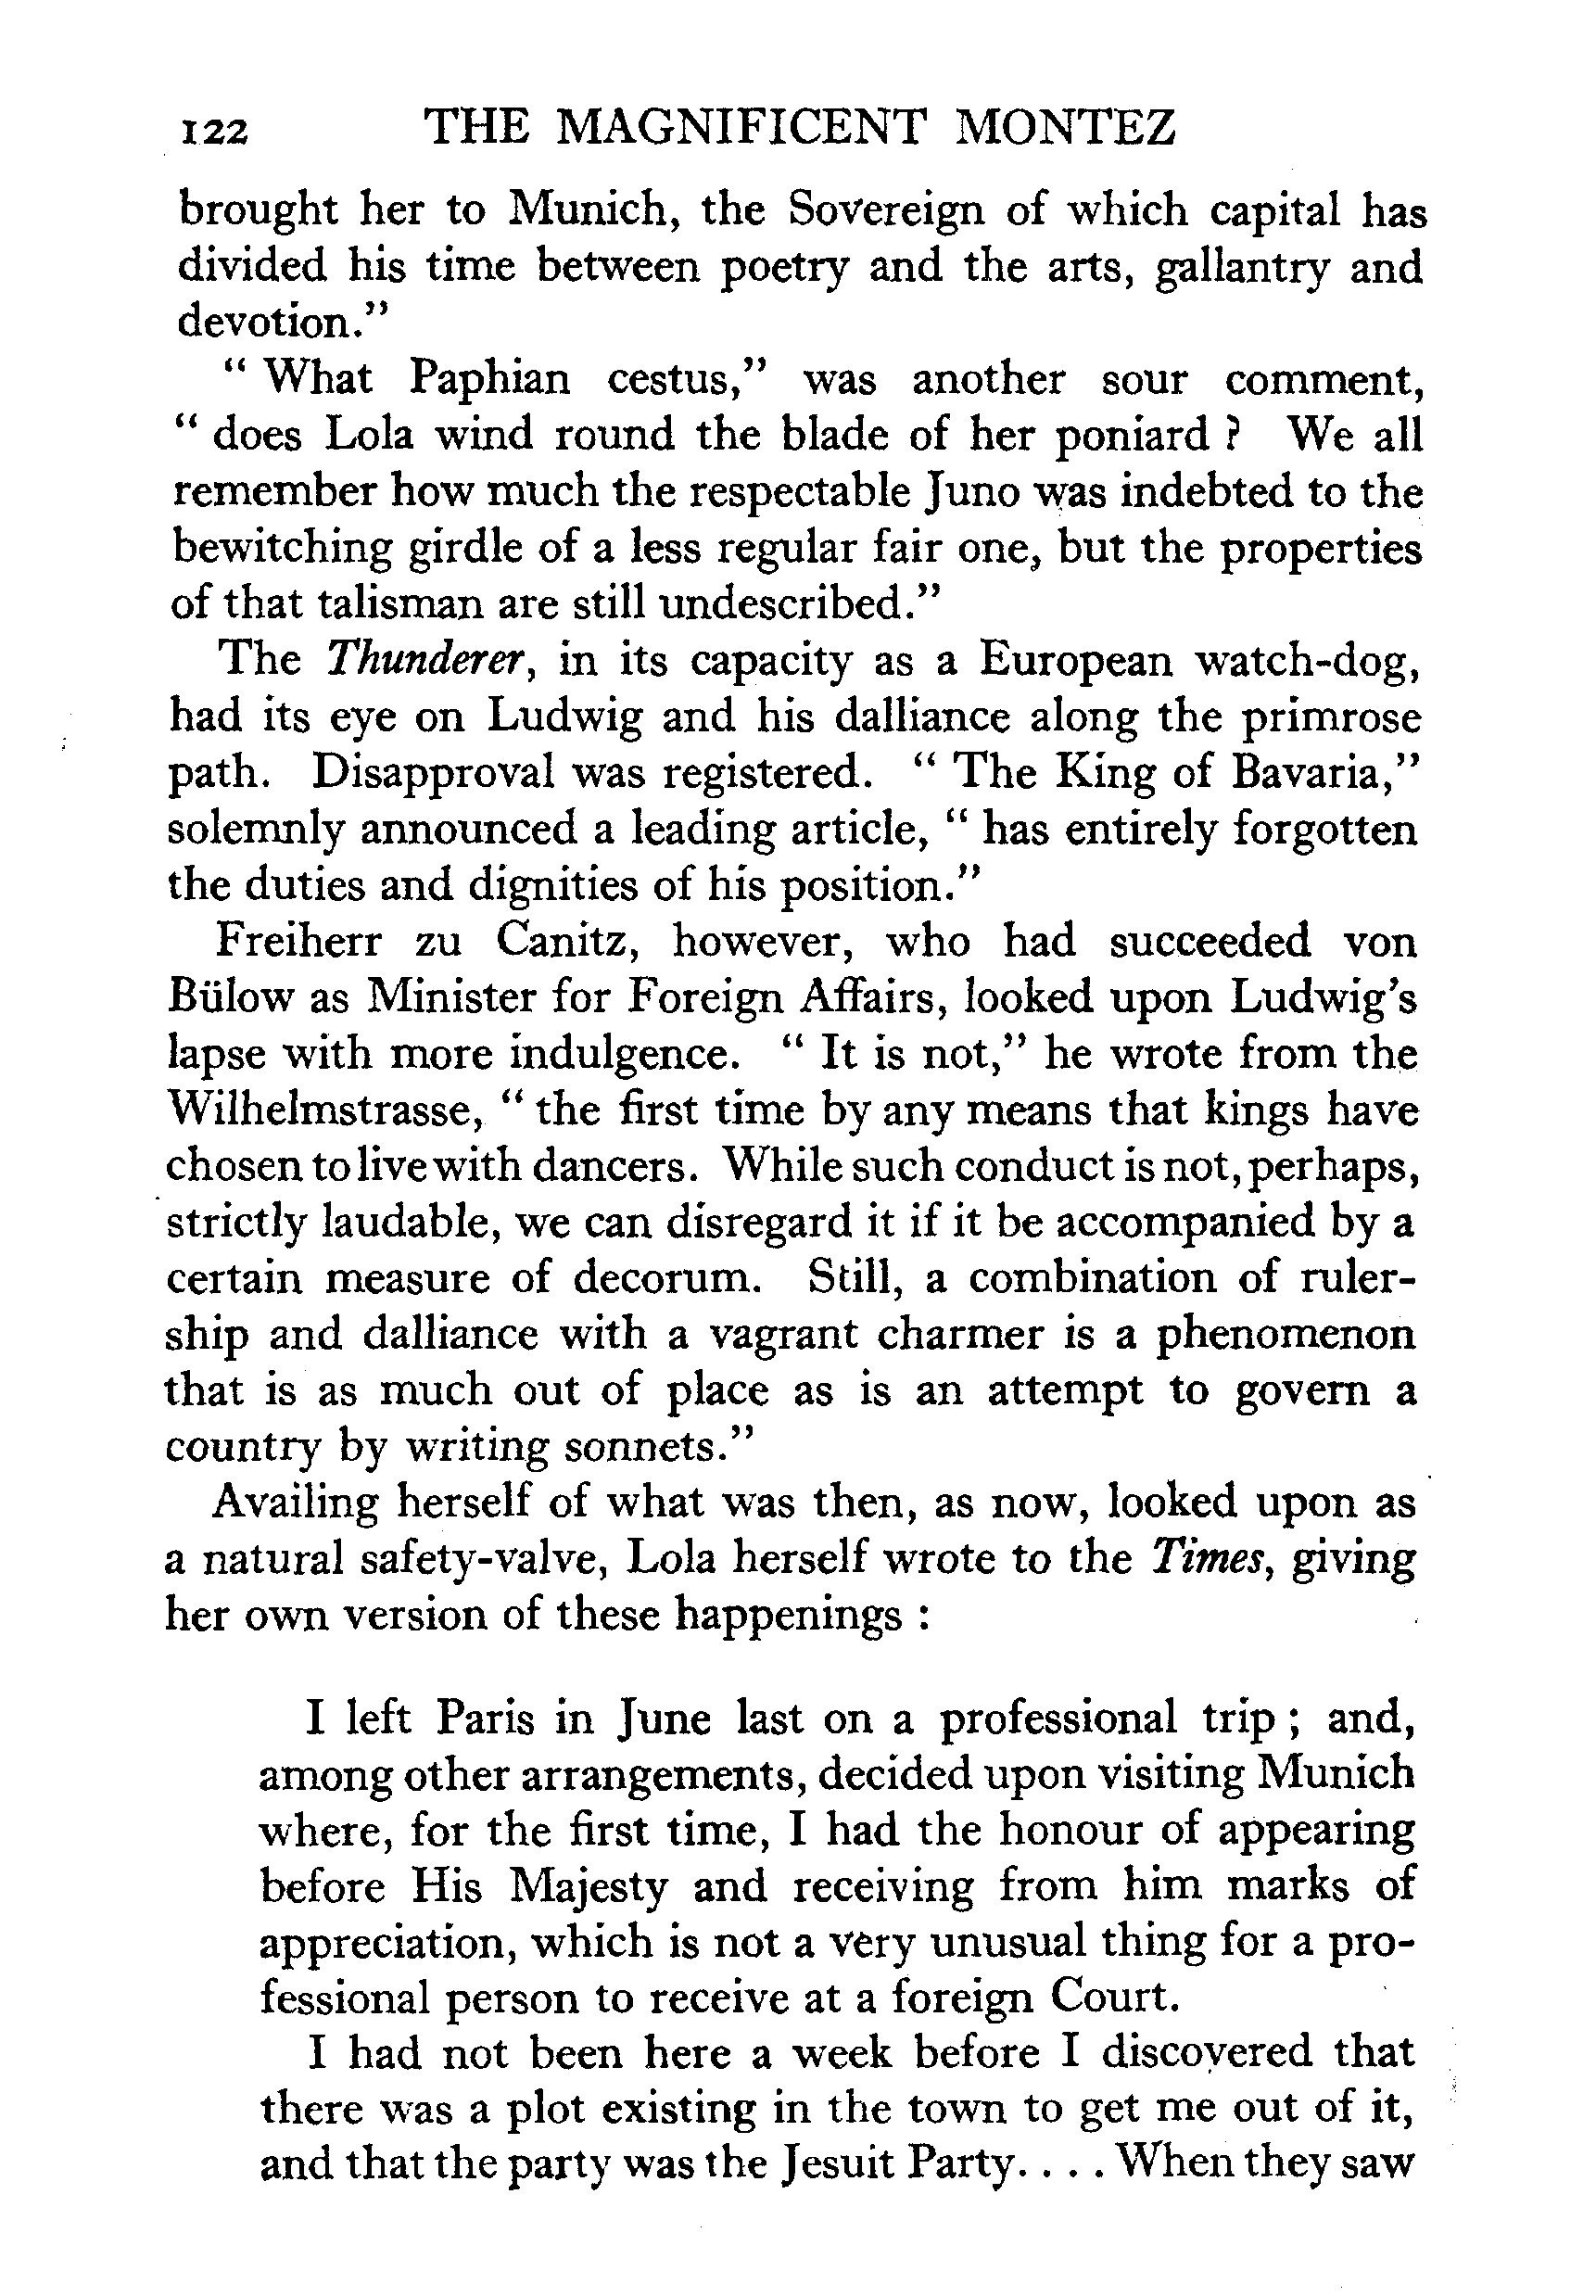 122 THE MAGNIFICENT MONTEZ
brought her to Munich, the Sovereign of which capital has
divided his time between poetry and the arts, gallantry and
devotion."
" What Paphian cestus," was another sour comment,
" does Lola wind round the blade of her poniard ? We all
remember how much the respectable Juno was indebted to the
bewitching girdle of a less regular fair one, but the properties
of that talisman are still undescribed."
The Thunderer, in its capacity as a European watch-dog,
had its eye on Ludwig and his dalliance along the primrose
path. Disapproval was registered. " The King of Bavaria,"
solemnly announced a leading article, " has entirely forgotten
the duties and dignities of his position."
Freiherr zu Canitz, however, who had succeeded von
Bülow as Minister for Foreign Affairs, looked upon Ludwig's
lapse with more indulgence. " It is not," he wrote from the
Wilhelmstrasse, " the first time by any means that kings have
chosen to live with dancers. While such conduct is not, perhaps,
strictly laudable, we can disregard it if it be accompanied by a
certain measure of decorum. Still, a combination of ruler-
ship and dalliance with a vagrant charmer is a phenomenon
that is as much out of place as is an attempt to govern a
country by writing sonnets."
Availing herself of what was then, as now, looked upon as
a natural safety-valve, Lola herself wrote to the Times, giving
her own version of these happenings :
I left Paris in June last on a professional trip ; and,
among other arrangements, decided upon visiting Munich
where, for the first time, I had the honour of appearing
before His Majesty and receiving from him marks of
appreciation, which is not a very unusual thing for a pro-
fessional person to receive at a foreign Court.
I had not been here a week before I discovered that
there was a plot existing in the town to get me out of it,
and that the party was the Jesuit Party. . . . When they saw